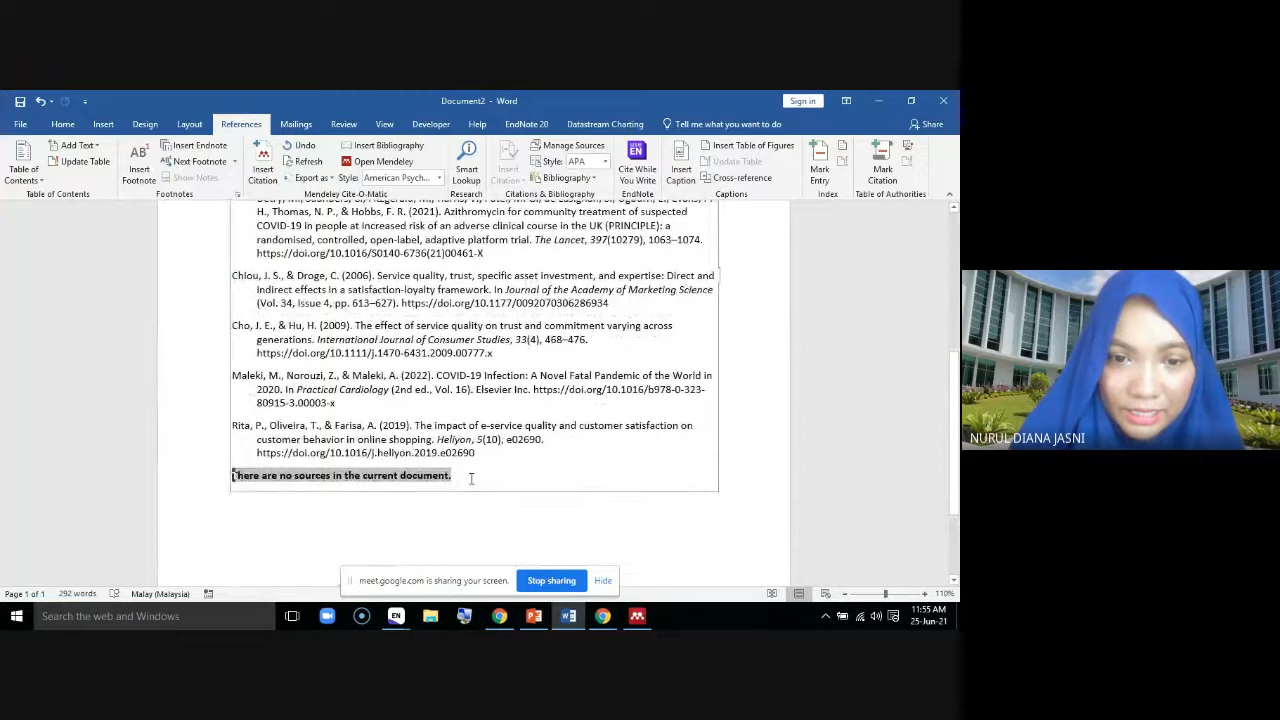 Document2 - Word
Sign in
File Home Insert Design Layout References Mailings Review View Developer Help EndNote 20 Datastream Charting Tell me what you want to do Share
Table of Contents
Add Text
Update Table
Table of Contents
AB1
Insert Footnote
Insert Endnote
Next Footnote
Show Notes
Footnotes
Insert Citation
Undo
Refresh
Export as
Insert Bibliography
Open Mendeley
Style: American Psych...
Mendeley Cite-O-Matic
Smart Lookup
Research
Insert Citation
Manage Sources
Style: APA
Bibliography
Citations & Bibliography
EN
Cite While You Write
EndNote
Insert Caption
Insert Table of Figures
Update Table
Cross-reference
Captions
Mark Entry
Index
Mark Citation
Table of Authorities
H., Thomas, N. P., & Hobbs, F. R. (2021). Azithromycin for community treatment of suspected
COVID-19 in people at increased risk of an adverse clinical course in the UK (PRINCIPLE): a
randomised, controlled, open-label, adaptive platform trial. The Lancet, 397(10279), 1063–1074.
https://doi.org/10.1016/S0140-6736(21)00461-X
Chiou, J. S., & Droge, C. (2006). Service quality, trust, specific asset investment, and expertise: Direct and
indirect effects in a satisfaction-loyalty framework. In Journal of the Academy of Marketing Science
(Vol. 34, Issue 4, pp. 613–627). https://doi.org/10.1177/0092070306286934
Cho, J. E., & Hu, H. (2009). The effect of service quality on trust and commitment varying across
generations. International Journal of Consumer Studies, 33(4), 468–476.
https://doi.org/10.1111/j.1470-6431.2009.00777.x
Maleki, M., Norouzi, Z., & Maleki, A. (2022). COVID-19 Infection: A Novel Fatal Pandemic of the World in
2020. In Practical Cardiology (2nd ed., Vol. 16). Elsevier Inc. https://doi.org/10.1016/b978-0-323-
80915-3.00003-x
Rita, P., Oliveira, T., & Farisa, A. (2019). The impact of e-service quality and customer satisfaction on
customer behavior in online shopping. Heliyon, 5(10), e02690.
https://doi.org/10.1016/j.heliyon.2019.e02690
There are no sources in the current document.
NURUL DIANA JASNI
meet.google.com is sharing your screen. Stop sharing Hide
Page 1 of 1 292 words Malay (Malaysia) 110%
Search the web and Windows
EN
11:55 AM
25-Jun-21